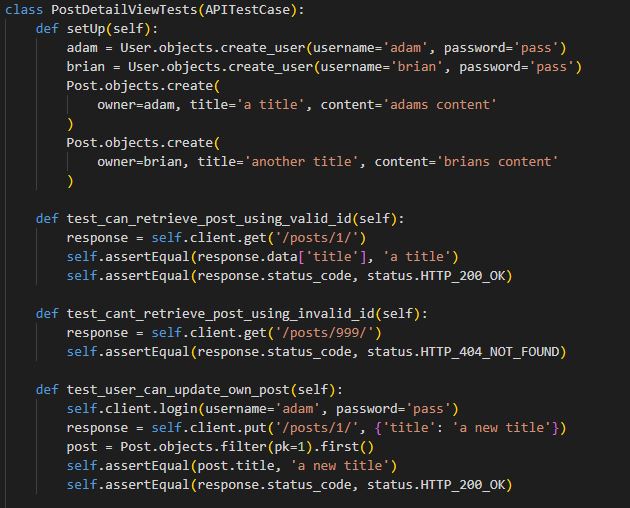 class PostDetailViewTests(APITestCase):
    def setUp(self):
        adam = User.objects.create_user(username='adam', password='pass')
        brian = User.objects.create_user(username='brian', password='pass')
        Post.objects.create(
            owner=adam, title='a title', content='adams content'
        )
        Post.objects.create(
            owner=brian, title='another title', content='brians content'
        )

    def test_can_retrieve_post_using_valid_id(self):
        response = self.client.get('/posts/1/')
        self.assertEqual(response.data['title'], 'a title')
        self.assertEqual(response.status_code, status.HTTP_200_OK)

    def test_cant_retrieve_post_using_invalid_id(self):
        response = self.client.get('/posts/999/')
        self.assertEqual(response.status_code, status.HTTP_404_NOT_FOUND)

    def test_user_can_update_own_post(self):
        self.client.login(username='adam', password='pass')
        response = self.client.put('/posts/1/', {'title': 'a new title'})
        post = Post.objects.filter(pk=1).first()
        self.assertEqual(post.title, 'a new title')
        self.assertEqual(response.status_code, status.HTTP_200_OK)